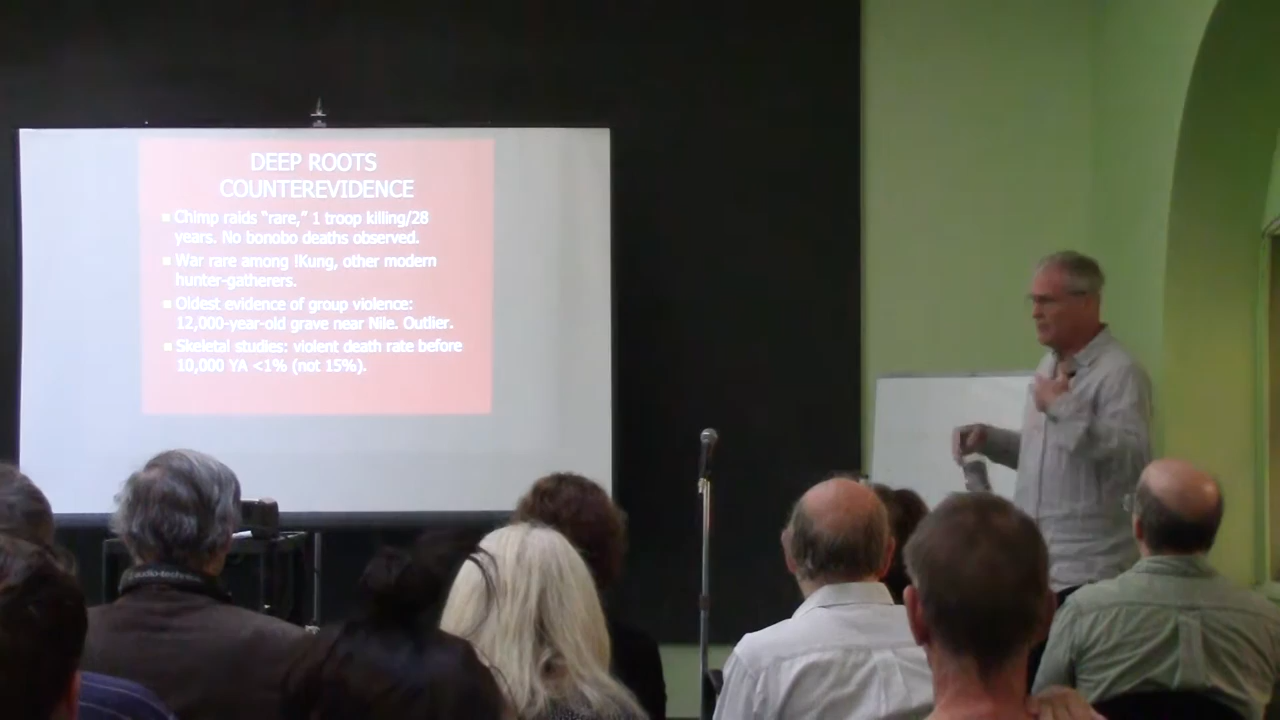 DEEP ROOTS
COUNTEREVIDENCE
▪ Chimp raids “rare,” 1 troop killing/28
years. No bonobo deaths observed.
▪ War rare among !Kung, other modern
hunter-gatherers.
▪ Oldest evidence of group violence:
12,000-year-old grave near Nile. Outlier.
▪ Skeletal studies: violent death rate before
10,000 YA <1% (not 15%).
audio-technica